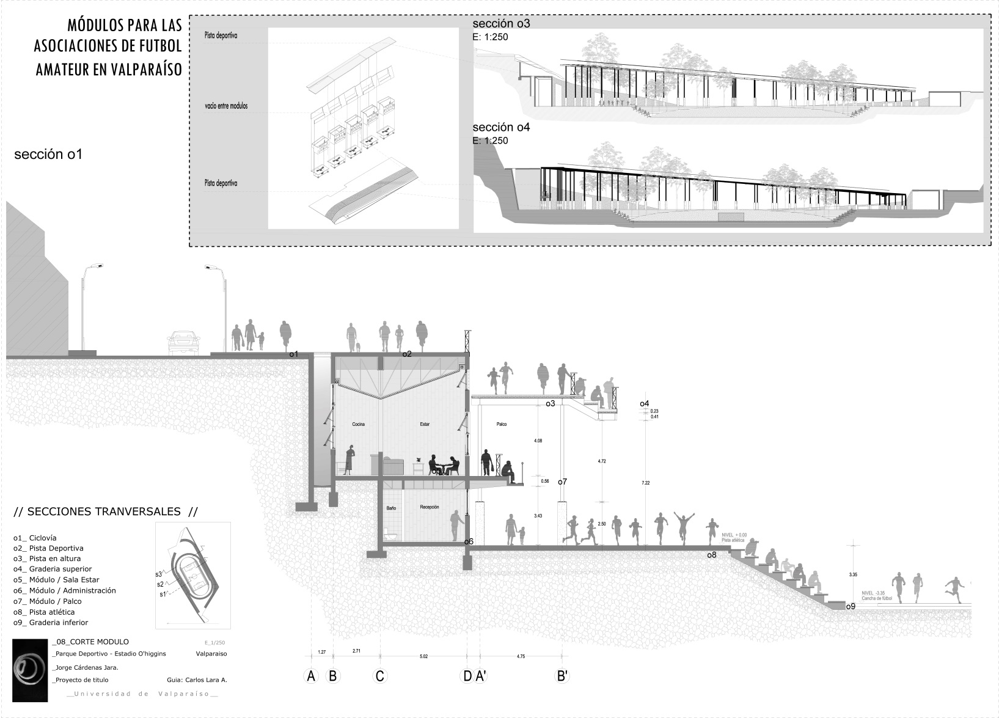 MÓDULOS PARA LAS
ASOCIACIONES DE FUTBOL
AMATEUR EN VALPARAÍSO
Pista deportiva
vacio entre modulos
Pista deportiva
sección o3
E: 1:250
sección o4
E: 1:250
sección o1
o1
o2
o3
o4
0.23
0.41
Cocina
Estar
Palco
4.08
4.72
7.22
0.56
o7
Baño
Recepción
3.43
2.50
o6
NIVEL + 0.00
Pista atlética
o8
3.35
NIVEL -3.35
Cancha de fútbol
o9
// SECCIONES TRANVERSALES //
o1_ Ciclovía
o2_ Pista Deportiva
o3_ Pista en altura
o4_ Graderia superior
o5_ Módulo / Sala Estar
o6_ Módulo / Administración
o7_ Módulo / Palco
o8_ Pista atlética
o9_ Graderia inferior
s3
s2
s1
_08_CORTE MODULO E_1/250
_Parque Deportivo - Estadio O'higgins Valparaiso
_Jorge Cárdenas Jara.
_Proyecto de titulo Guia: Carlos Lara A.
__Universidad de Valparaíso__
1.27
2.71
5.02
4.75
A B C D A' B'